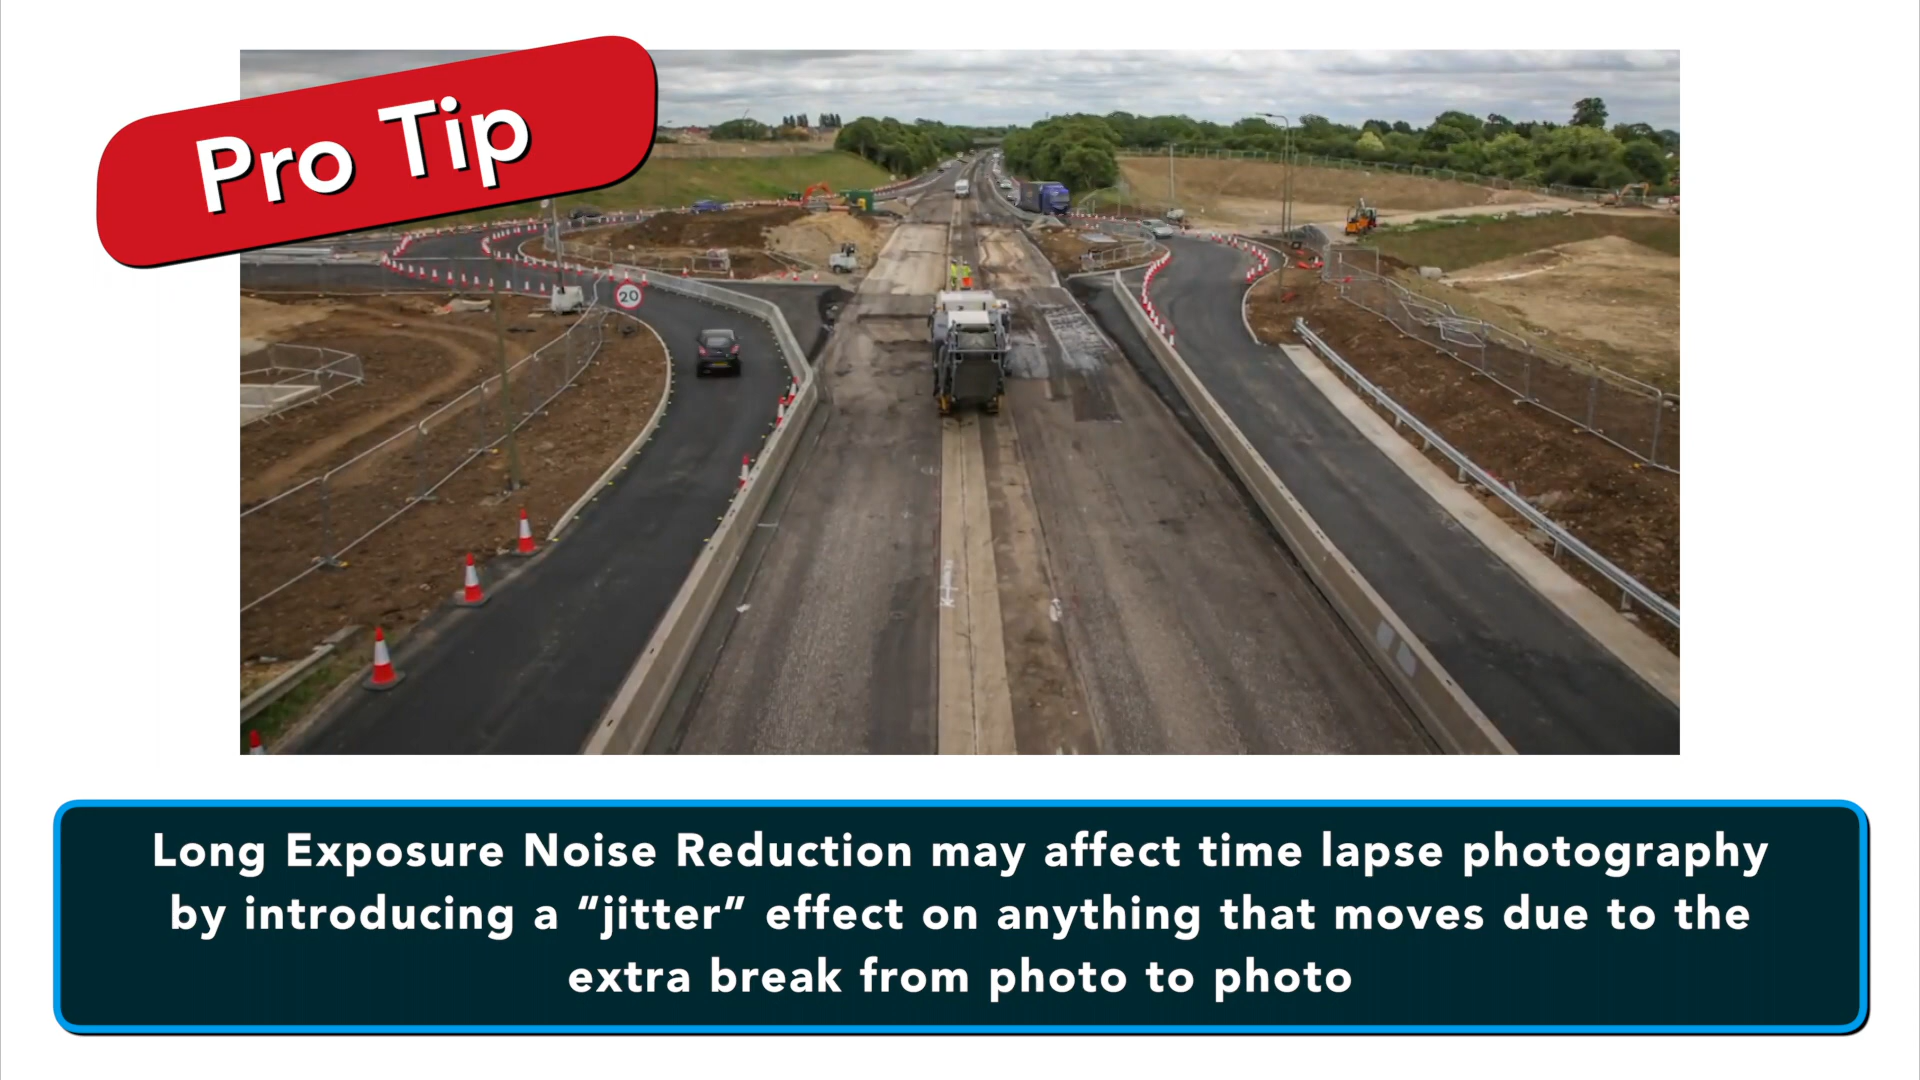 Pro Tip
20
Long Exposure Noise Reduction may affect time lapse photography
by introducing a “jitter” effect on anything that moves due to the
extra break from photo to photo